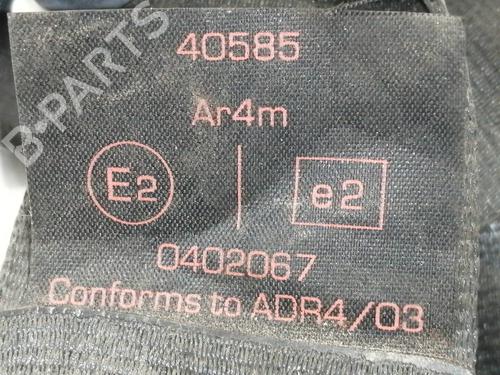 B-PARTS
40585
Ar4m
E2 e2
0402067
Conforms to ADR4/03